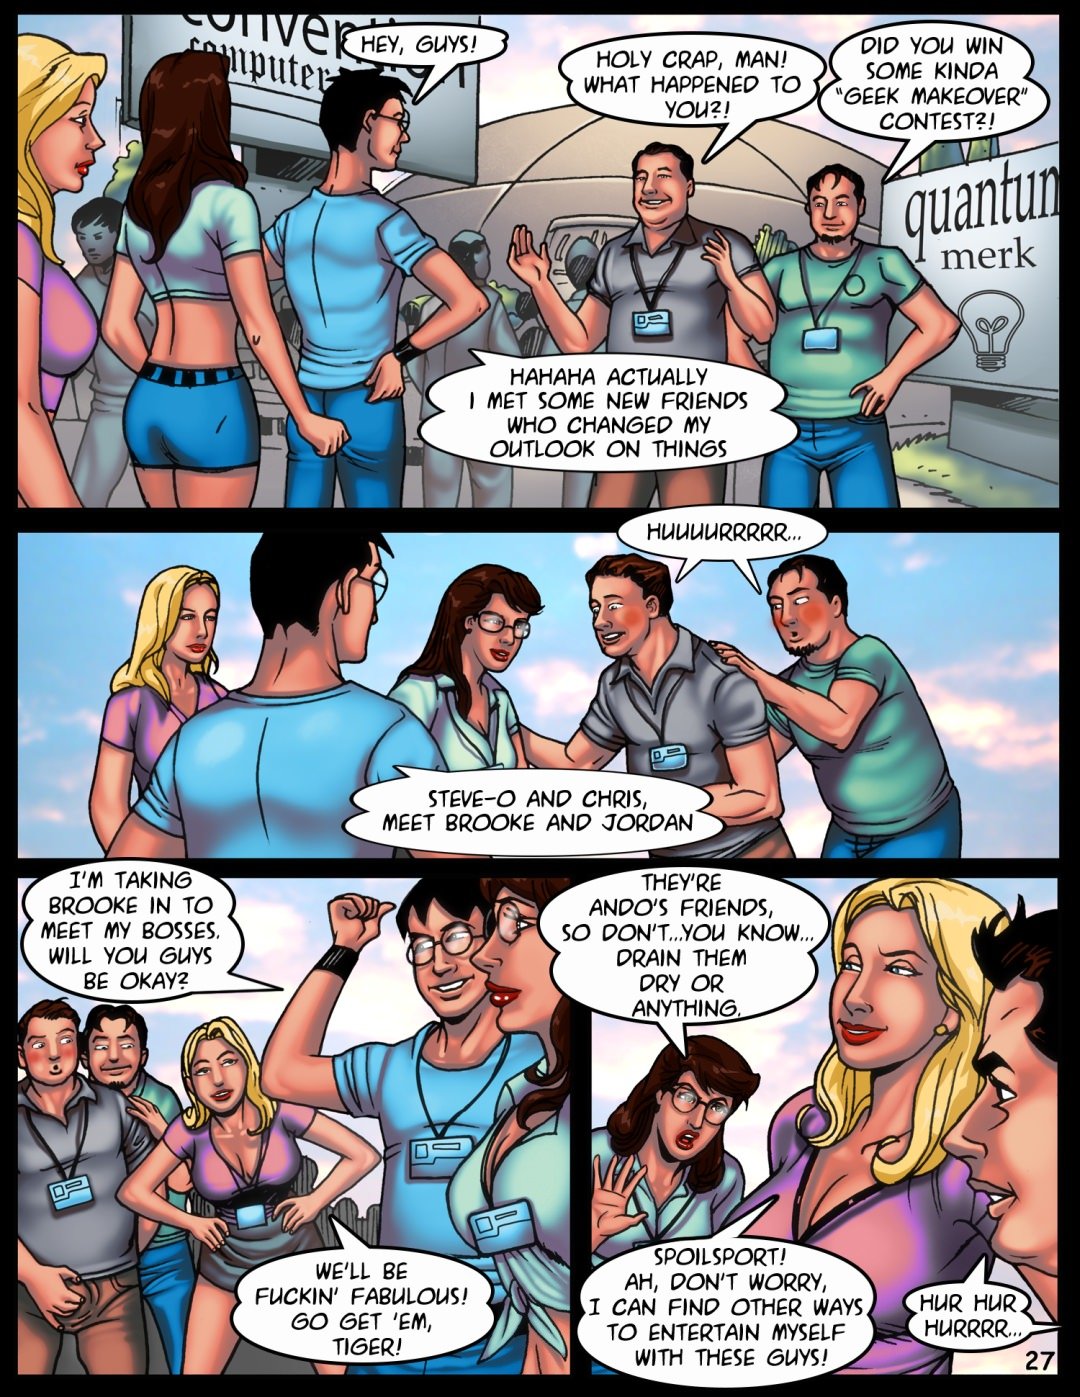 convention
computer
HEY, GUYS!
HOLY CRAP, MAN!
WHAT HAPPENED TO
YOU?!
DID YOU WIN
SOME KINDA
"GEEK MAKEOVER"
CONTEST?!
quantum
merk
HAHAHA ACTUALLY
I MET SOME NEW FRIENDS
WHO CHANGED MY
OUTLOOK ON THINGS
HUUUURRRRR...
STEVE-O AND CHRIS,
MEET BROOKE AND JORDAN
I'M TAKING
BROOKE IN TO
MEET MY BOSSES.
WILL YOU GUYS
BE OKAY?
WE'LL BE
FUCKIN' FABULOUS!
GO GET 'EM,
TIGER!
THEY'RE
ANDO'S FRIENDS,
SO DON'T...YOU KNOW...
DRAIN THEM
DRY OR
ANYTHING.
SPOILSPORT!
AH, DON'T WORRY,
I CAN FIND OTHER WAYS
TO ENTERTAIN MYSELF
WITH THESE GUYS!
HUR HUR
HURRRR...
27